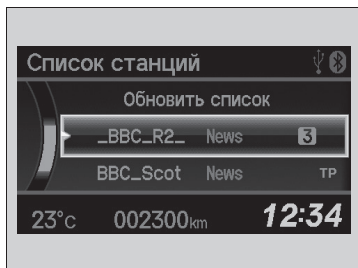 Список станций
Обновить список
_BBC_R2_ News 3
BBC_Scot News TP
23°c 002300km 12:34